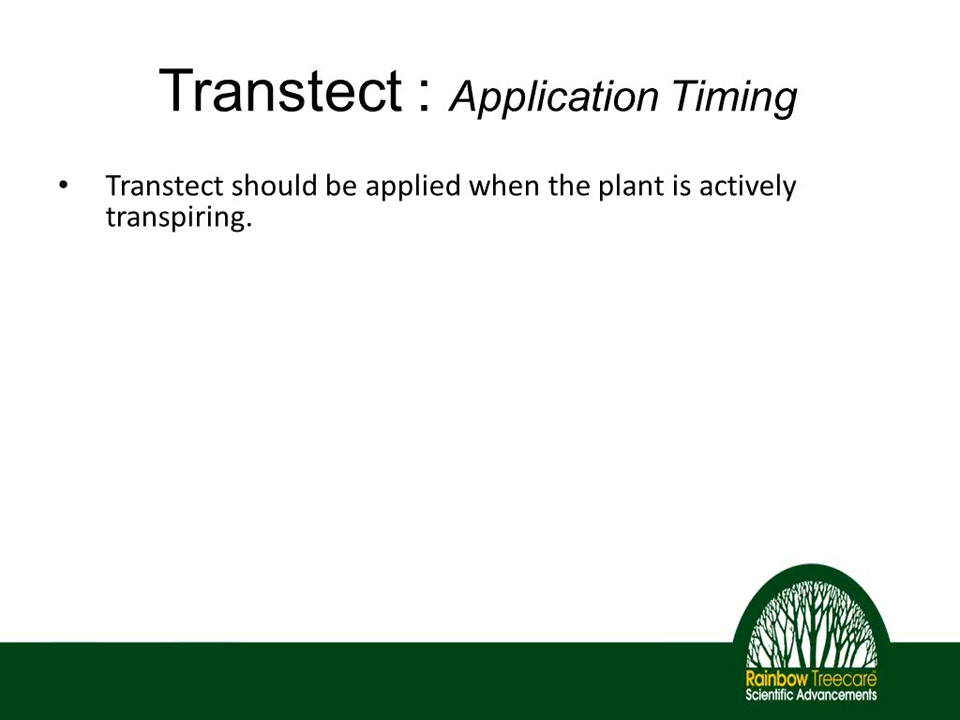 Transtect : Application Timing
• Transtect should be applied when the plant is actively
transpiring.
Rainbow Treecare
Scientific Advancements